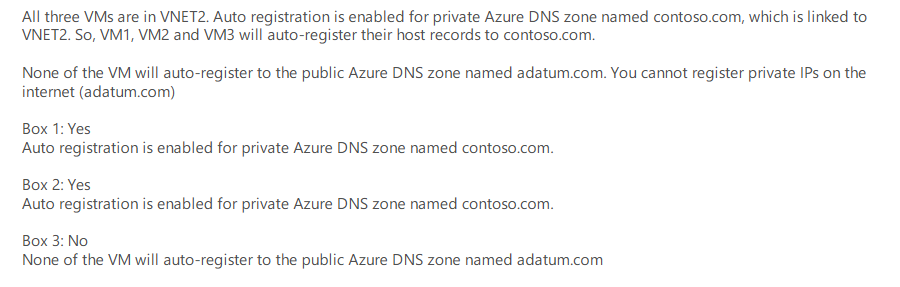 All three VMs are in VNET2. Auto registration is enabled for private Azure DNS zone named contoso.com, which is linked to
VNET2. So, VM1, VM2 and VM3 will auto-register their host records to contoso.com.
None of the VM will auto-register to the public Azure DNS zone named adatum.com. You cannot register private IPs on the
internet (adatum.com)
Box 1: Yes
Auto registration is enabled for private Azure DNS zone named contoso.com.
Box 2: Yes
Auto registration is enabled for private Azure DNS zone named contoso.com.
Box 3: No
None of the VM will auto-register to the public Azure DNS zone named adatum.com